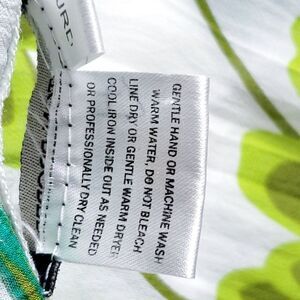 GENTLE HAND OR MACHINE WASH
WARM WATER, DO NOT BLEACH
LINE DRY OR GENTLE WARM DRYER
COOL IRON INSIDE OUT AS NEEDED
OR PROFESSIONALLY DRY CLEAN